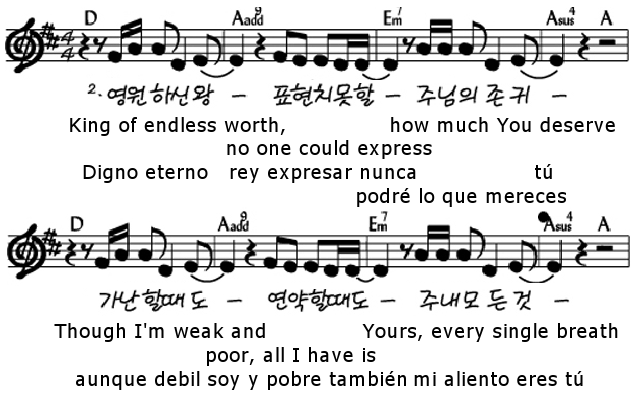 D Aadd9 Em7 Asus4 A
4 4
2. 영원하신왕 - 표현치못할 - 주님의존귀 -
King of endless worth, how much You deserve
no one could express
Digno eterno rey expresar nunca tú
podré lo que mereces
D Aadd9 Em7 Asus4 A
가난할때도 - 연약할때도 - 주내모든것 -
Though I'm weak and Yours, every single breath
poor, all I have is
aunque debil soy y pobre también mi aliento eres tú